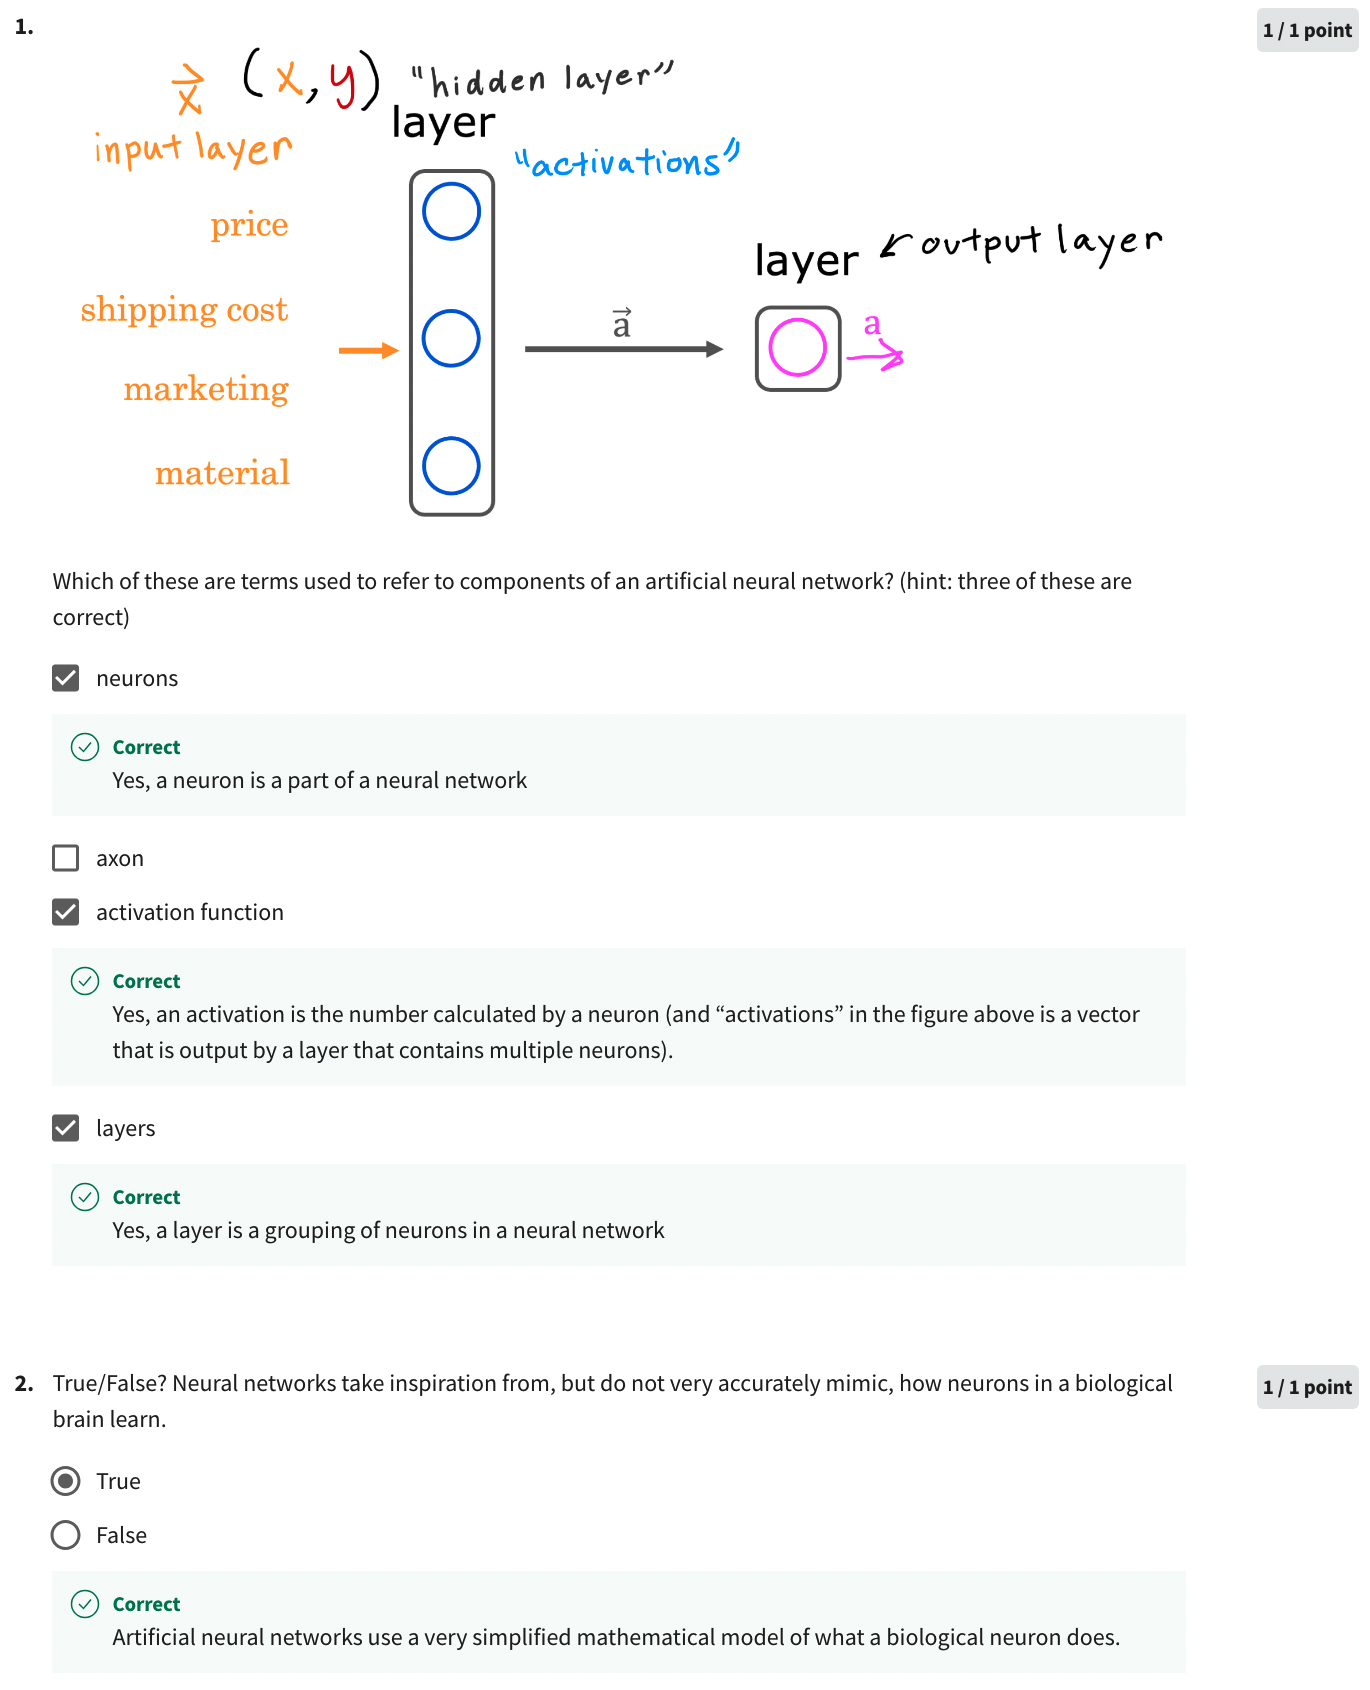 1.
1 / 1 point
x⃗ (x,y) "hidden layer"
layer
input layer
"activations"
price
layer ↙output layer
shipping cost
a⃗
a
marketing
material
Which of these are terms used to refer to components of an artificial neural network? (hint: three of these are
correct)
neurons
Correct
Yes, a neuron is a part of a neural network
axon
activation function
Correct
Yes, an activation is the number calculated by a neuron (and “activations” in the figure above is a vector
that is output by a layer that contains multiple neurons).
layers
Correct
Yes, a layer is a grouping of neurons in a neural network
2. True/False? Neural networks take inspiration from, but do not very accurately mimic, how neurons in a biological
1 / 1 point
brain learn.
True
False
Correct
Artificial neural networks use a very simplified mathematical model of what a biological neuron does.